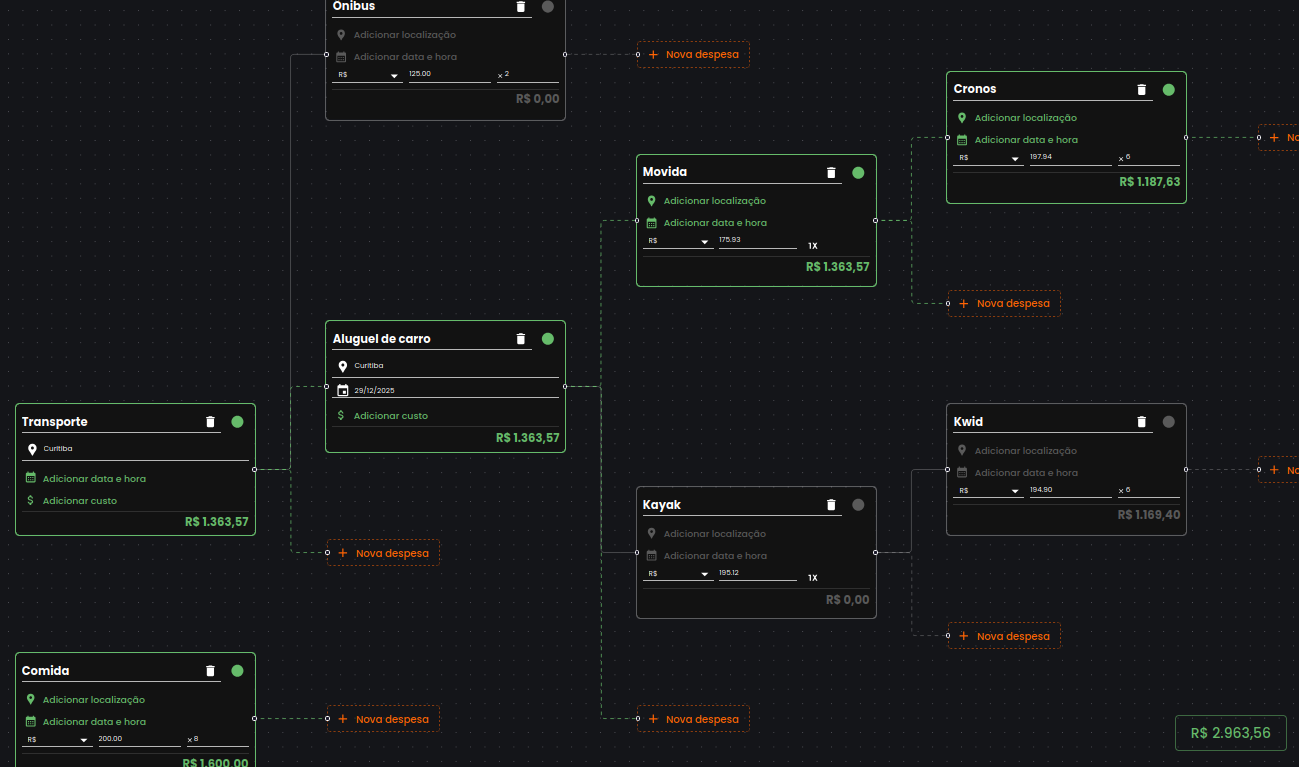 Onibus
Adicionar localização
Adicionar data e hora
R$ 125.00 × 2
R$ 0,00
+ Nova despesa
Cronos
Adicionar localização
Adicionar data e hora
R$ 197.94 × 6
R$ 1.187,63
+ No
Movida
Adicionar localização
Adicionar data e hora
R$ 175.93 1X
R$ 1.363,57
+ Nova despesa
Aluguel de carro
Curitiba
29/12/2025
$ Adicionar custo
R$ 1.363,57
Transporte
Curitiba
Adicionar data e hora
$ Adicionar custo
R$ 1.363,57
Kwid
Adicionar localização
Adicionar data e hora
R$ 194.90 × 6
R$ 1.169,40
+ No
Kayak
Adicionar localização
Adicionar data e hora
R$ 195.12 1X
R$ 0,00
+ Nova despesa
+ Nova despesa
Comida
Adicionar localização
Adicionar data e hora
R$ 200.00 × 8
R$ 1.600,00
+ Nova despesa
+ Nova despesa
R$ 2.963,56